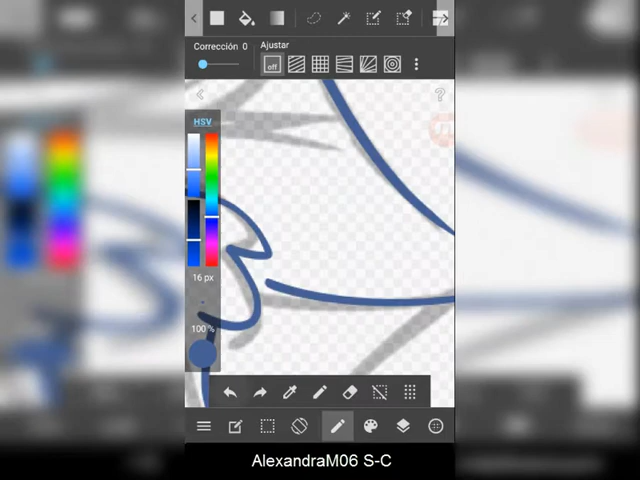 Corrección 0
Ajustar
off
HSV
16 px
100 %
AlexandraM06 S-C